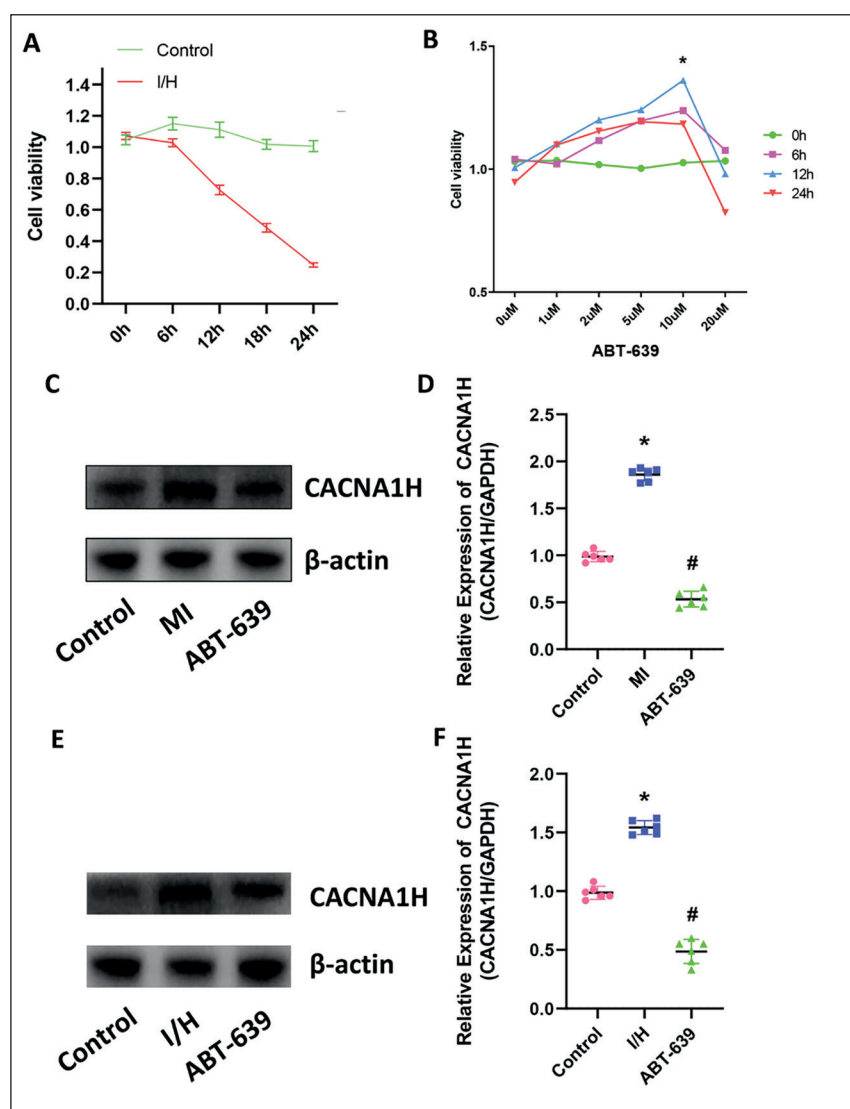 A
Control
I/H
Cell viability
1.4
1.2
1.0
0.8
0.6
0.4
0.2
0.0
0h
6h
12h
18h
24h
B
Cell viability
1.5
1.0
0.5
*
0uM
1uM
2uM
5uM
10uM
20uM
ABT-639
0h
6h
12h
24h
C
CACNA1H
β-actin
Control
MI
ABT-639
D
Relative Expression of CACNA1H
(CACNA1H/GAPDH)
2.5
2.0
1.5
1.0
0.5
0.0
*
#
Control
MI
ABT-639
E
CACNA1H
β-actin
Control
I/H
ABT-639
F
Relative Expression of CACNA1H
(CACNA1H/GAPDH)
2.0
1.5
1.0
0.5
0.0
*
#
Control
I/H
ABT-639